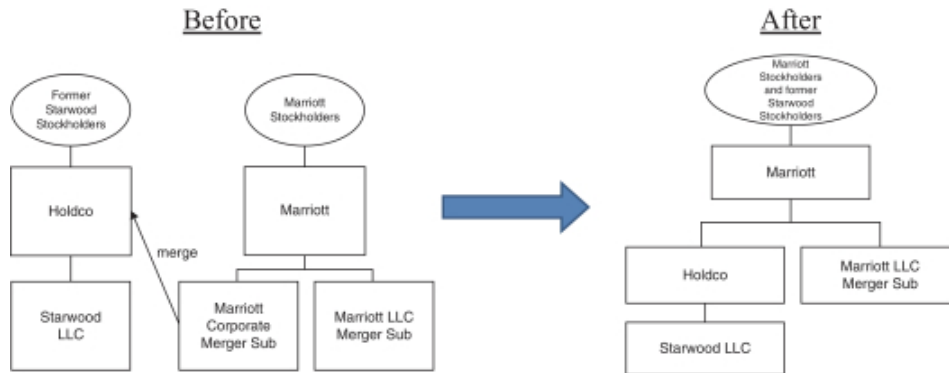 Before
After
Former
Starwood
Stockholders
Marriott
Stockholders
Marriott
Stockholders
and former
Starwood
Stockholders
Holdco
Marriott
Marriott
merge
Holdco
Marriott LLC
Merger Sub
Starwood
LLC
Marriott
Corporate
Merger Sub
Marriott LLC
Merger Sub
Starwood LLC